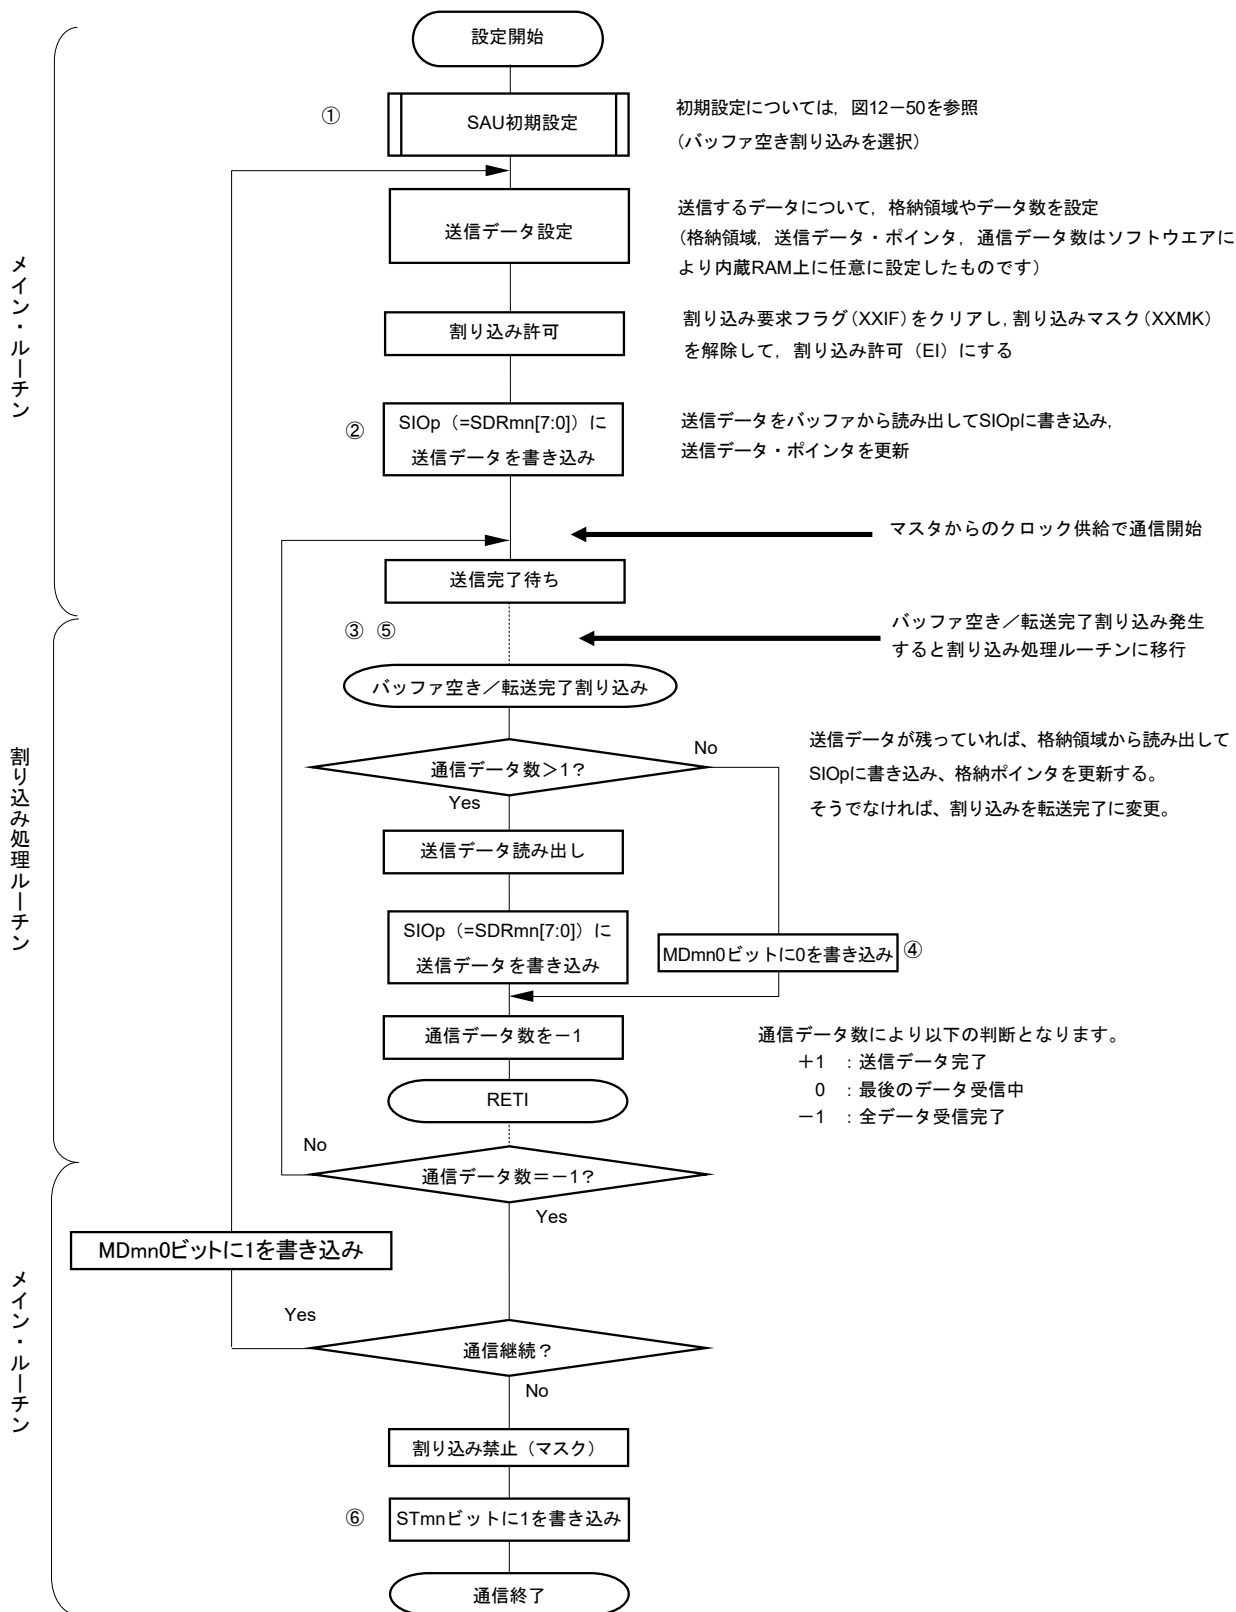 設定開始
①
SAU初期設定
初期設定については，図12－50を参照
（バッファ空き割り込みを選択）
送信データ設定
送信するデータについて，格納領域やデータ数を設定
（格納領域，送信データ・ポインタ，通信データ数はソフトウエアに
より内蔵RAM上に任意に設定したものです）
メイン・ルーチン
割り込み許可
割り込み要求フラグ（XXIF）をクリアし，割り込みマスク（XXMK）
を解除して，割り込み許可（EI）にする
②
SIOp（=SDRmn[7:0]）に
送信データを書き込み
送信データをバッファから読み出してSIOpに書き込み，
送信データ・ポインタを更新
マスタからのクロック供給で通信開始
送信完了待ち
③ ⑤
バッファ空き／転送完了割り込み発生
すると割り込み処理ルーチンに移行
バッファ空き／転送完了割り込み
割り込み処理ルーチン
通信データ数＞1？
No
Yes
送信データが残っていれば、格納領域から読み出して
SIOpに書き込み、格納ポインタを更新する。
そうでなければ、割り込みを転送完了に変更。
送信データ読み出し
SIOp（=SDRmn[7:0]）に
送信データを書き込み
MDmn0ビットに0を書き込み
④
通信データ数を－1
通信データ数により以下の判断となります。
＋1 ：送信データ完了
0 ：最後のデータ受信中
－1 ：全データ受信完了
RETI
No
通信データ数＝－1？
Yes
MDmn0ビットに1を書き込み
メイン・ルーチン
Yes
通信継続？
No
割り込み禁止（マスク）
⑥
STmnビットに1を書き込み
通信終了